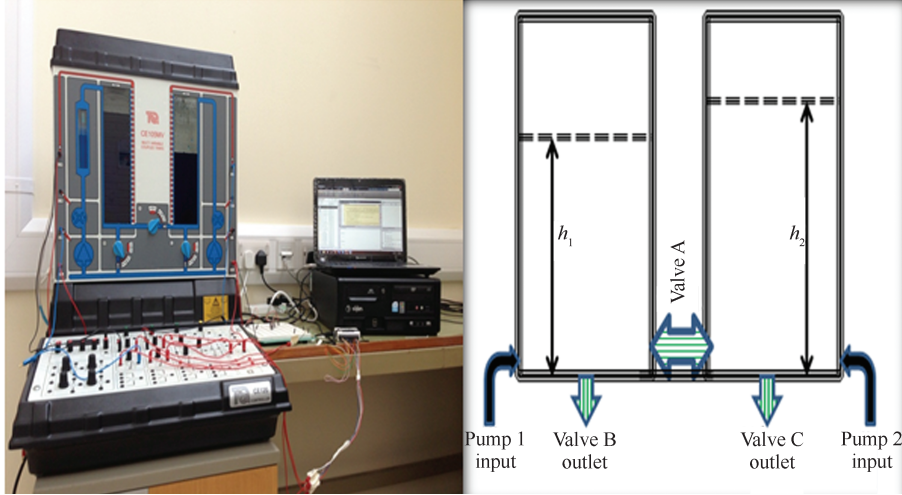 CE105MV
h1
h2
Valve A
Pump 1
input
Valve B
outlet
Valve C
outlet
Pump 2
input